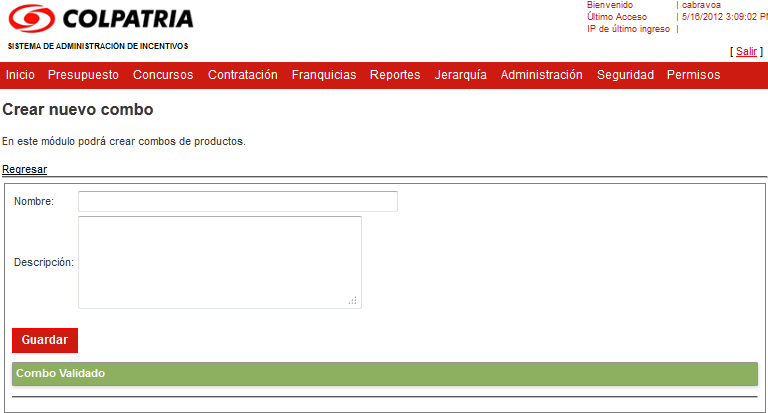 COLPATRIA
SISTEMA DE ADMINISTRACIÓN DE INCENTIVOS
Bienvenido | cabravoa
Último Acceso | 5/16/2012 3:09:02 PM
IP de último ingreso |
[ Salir ]
Inicio Presupuesto Concursos Contratación Franquicias Reportes Jerarquía Administración Seguridad Permisos
Crear nuevo combo
En este módulo podrá crear combos de productos.
Regresar
Nombre:
Descripción:
Guardar
Combo Validado